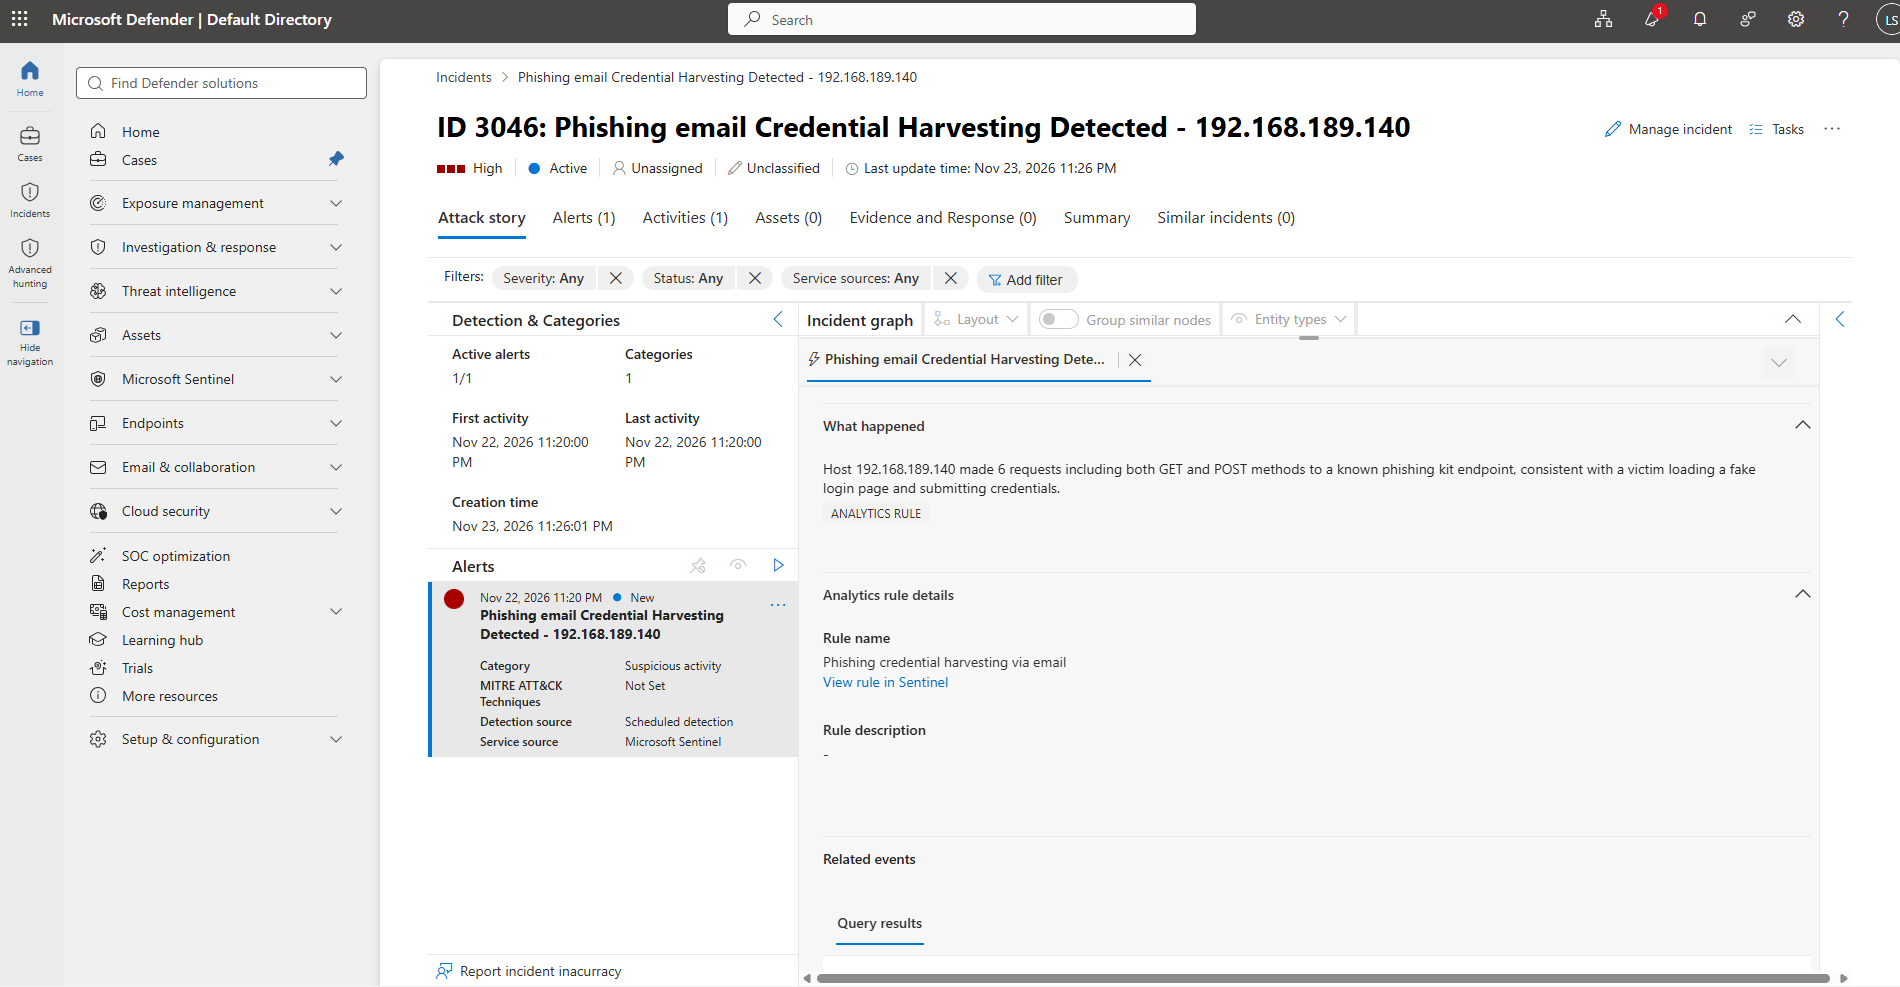 Microsoft Defender | Default Directory
Search
1
LS
Home
Cases
Incidents
Advanced
hunting
Hide
navigation
Find Defender solutions
Home
Cases
Exposure management
Investigation & response
Threat intelligence
Assets
Microsoft Sentinel
Endpoints
Email & collaboration
Cloud security
SOC optimization
Reports
Cost management
Learning hub
Trials
More resources
Setup & configuration
Incidents > Phishing email Credential Harvesting Detected - 192.168.189.140
ID 3046: Phishing email Credential Harvesting Detected - 192.168.189.140
Manage incident
Tasks
...
High
Active
Unassigned
Unclassified
Last update time: Nov 23, 2026 11:26 PM
Attack story
Alerts (1)
Activities (1)
Assets (0)
Evidence and Response (0)
Summary
Similar incidents (0)
Filters:
Severity: Any
Status: Any
Service sources: Any
Add filter
Detection & Categories
Active alerts
Categories
1/1
1
First activity
Last activity
Nov 22, 2026 11:20:00
PM
Nov 22, 2026 11:20:00
PM
Creation time
Nov 23, 2026 11:26:01 PM
Alerts
Nov 22, 2026 11:20 PM
New
...
Phishing email Credential Harvesting
Detected - 192.168.189.140
Category
Suspicious activity
MITRE ATT&CK
Techniques
Not Set
Detection source
Scheduled detection
Service source
Microsoft Sentinel
Report incident inacurracy
Incident graph
Layout
Group similar nodes
Entity types
Phishing email Credential Harvesting Dete...
What happened
Host 192.168.189.140 made 6 requests including both GET and POST methods to a known phishing kit endpoint, consistent with a victim loading a fake
login page and submitting credentials.
ANALYTICS RULE
Analytics rule details
Rule name
Phishing credential harvesting via email
View rule in Sentinel
Rule description
-
Related events
Query results